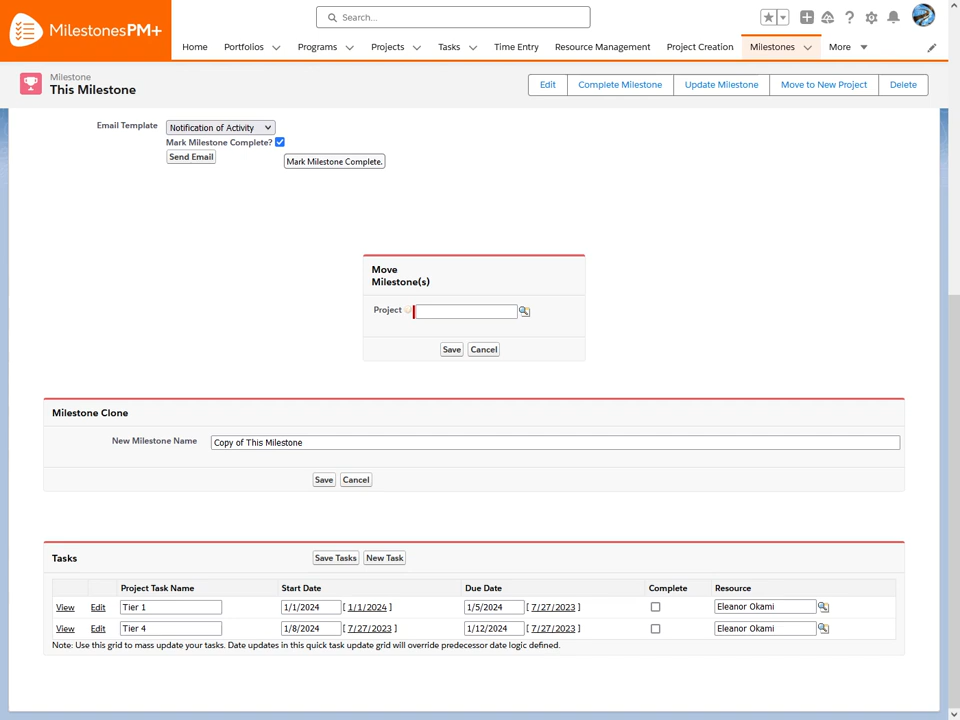 MilestonesPM+
Search...
Home Portfolios Programs Projects Tasks Time Entry Resource Management Project Creation Milestones More
Milestone
This Milestone
Edit Complete Milestone Update Milestone Move to New Project Delete
Email Template Notification of Activity
Mark Milestone Complete?
Send Email
Mark Milestone Complete.
Move
Milestone(s)
Project
Save Cancel
Milestone Clone
New Milestone Name Copy of This Milestone
Save Cancel
Tasks Save Tasks New Task
Project Task Name Start Date Due Date Complete Resource
View Edit Tier 1 1/1/2024 [ 1/1/2024 ] 1/5/2024 [ 7/27/2023 ] Eleanor Okami
View Edit Tier 4 1/8/2024 [ 7/27/2023 ] 1/12/2024 [ 7/27/2023 ] Eleanor Okami
Note: Use this grid to mass update your tasks. Date updates in this quick task update grid will override predecessor date logic defined.